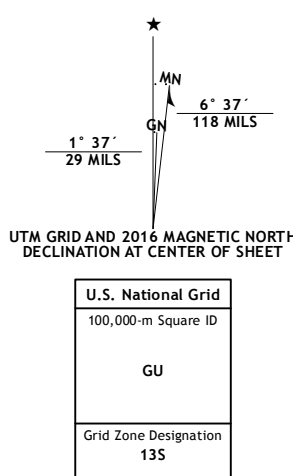 ★
MN
GN
6° 37´
118 MILS
1° 37´
29 MILS
UTM GRID AND 2016 MAGNETIC NORTH
DECLINATION AT CENTER OF SHEET
U.S. National Grid
100,000-m Square ID
GU
Grid Zone Designation
13S